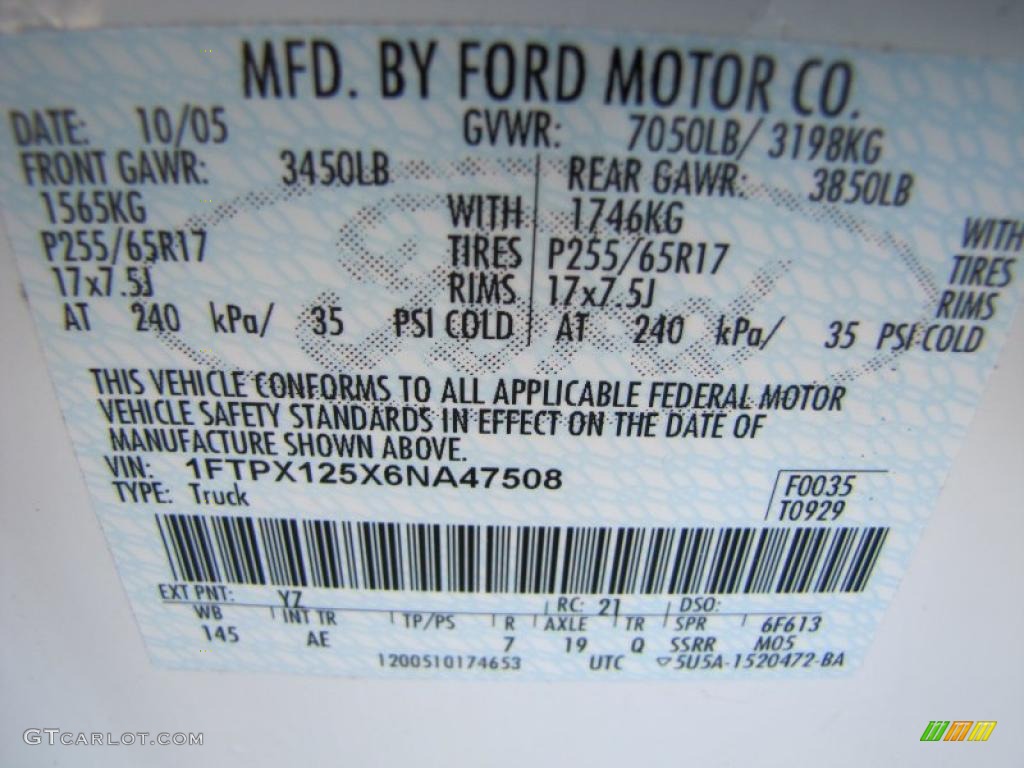 MFD. BY FORD MOTOR CO.
DATE: 10/05 GVWR: 7050LB/ 3198KG
FRONT GAWR: 3450LB REAR GAWR: 3850LB
1565KG WITH 1746KG WITH
P255/65R17 TIRES P255/65R17 TIRES
17x7.5J RIMS 17x7.5J RIMS
AT 240 kPa/ 35 PSI COLD AT 240 kPa/ 35 PSI COLD
THIS VEHICLE CONFORMS TO ALL APPLICABLE FEDERAL MOTOR
VEHICLE SAFETY STANDARDS IN EFFECT ON THE DATE OF
MANUFACTURE SHOWN ABOVE.
VIN: 1FTPX125X6NA47508
TYPE: Truck
F0035
T0929
EXT PNT: YZ RC: 21 DSO:
WB INT TR TP/PS R AXLE TR SPR 6F613
145 AE 7 19 Q SSRR M05
1200510174653 UTC ▽5U5A-1520472-BA
GTCARLOT.COM